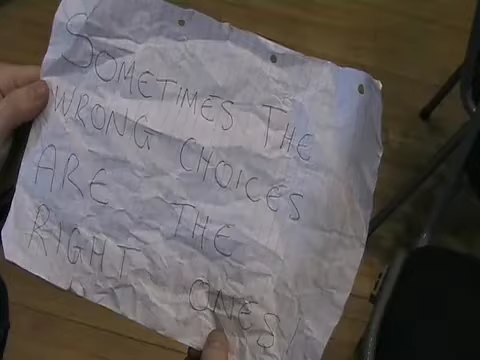 SOMETIMES THE
WRONG CHOICES
ARE THE
RIGHT ONES